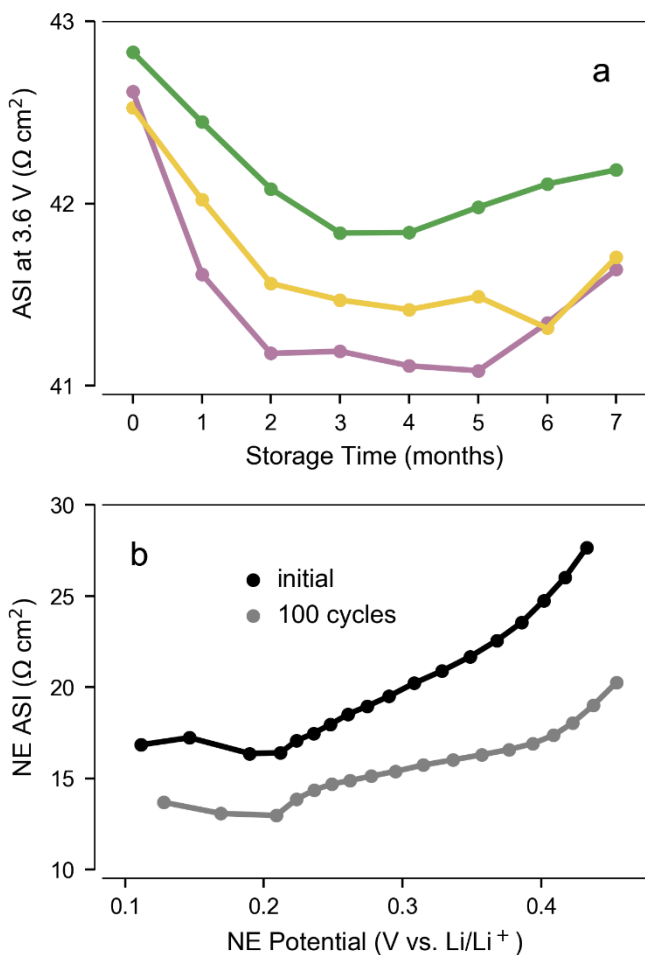 43
a
42
41
ASI at 3.6 V (Ω cm²)
0 1 2 3 4 5 6 7
Storage Time (months)
30
b
initial
25
100 cycles
20
15
10
NE ASI (Ω cm²)
0.1 0.2 0.3 0.4
NE Potential (V vs. Li/Li⁺)